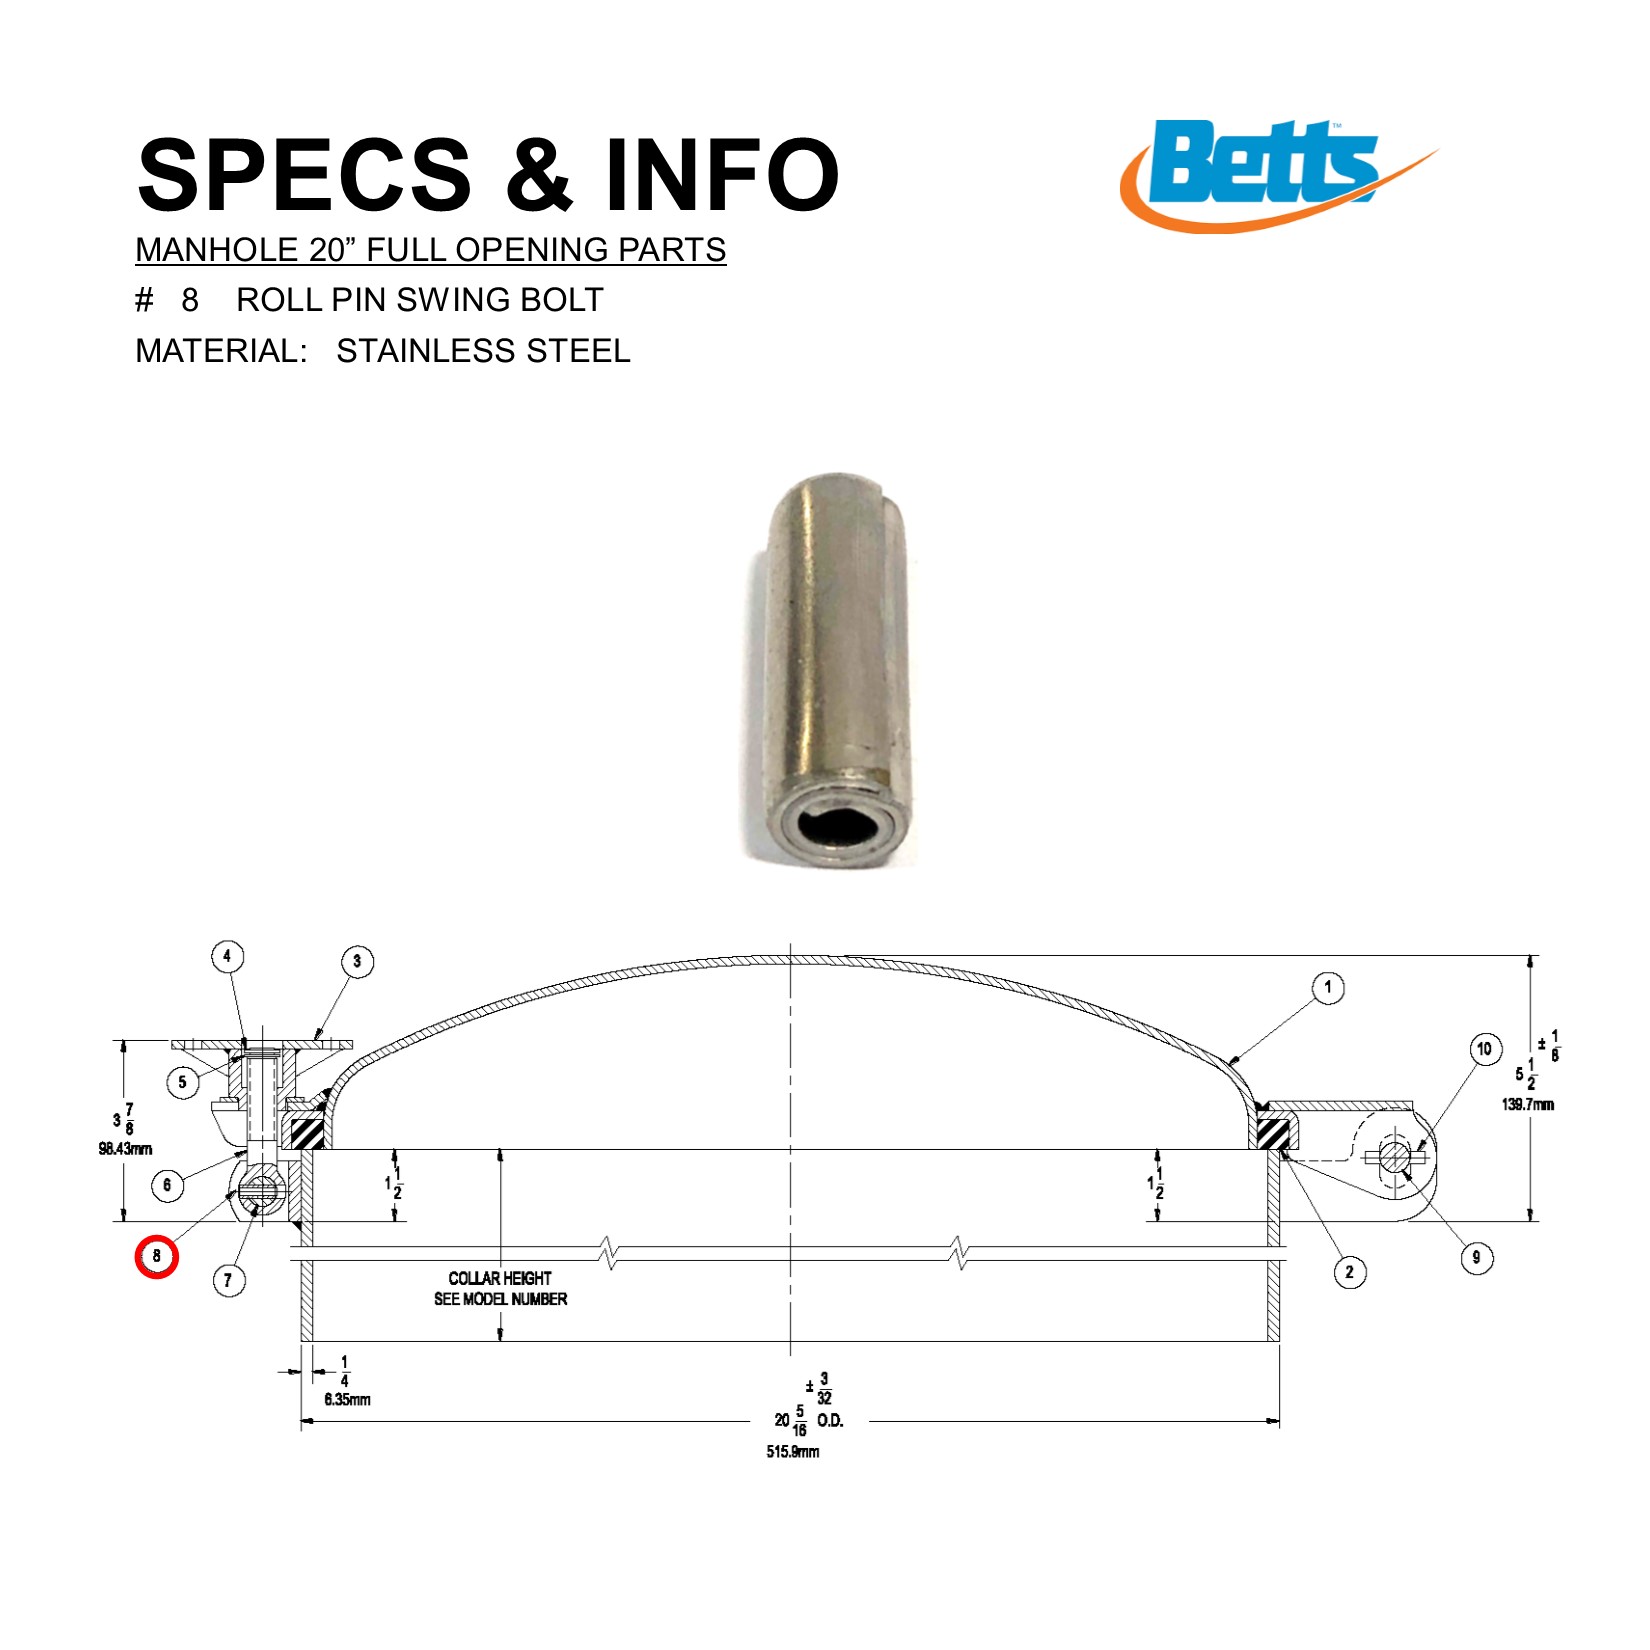 SPECS & INFO
Betts™
MANHOLE 20” FULL OPENING PARTS
# 8 ROLL PIN SWING BOLT
MATERIAL: STAINLESS STEEL
4
3
1
10
± 1/8
5 1/2
139.7mm
5
3 7/8
98.43mm
6
1 1/2
1 1/2
8
7
2
9
COLLAR HEIGHT
SEE MODEL NUMBER
1/4
6.35mm
± 3/32
20 5/16 O.D.
515.9mm